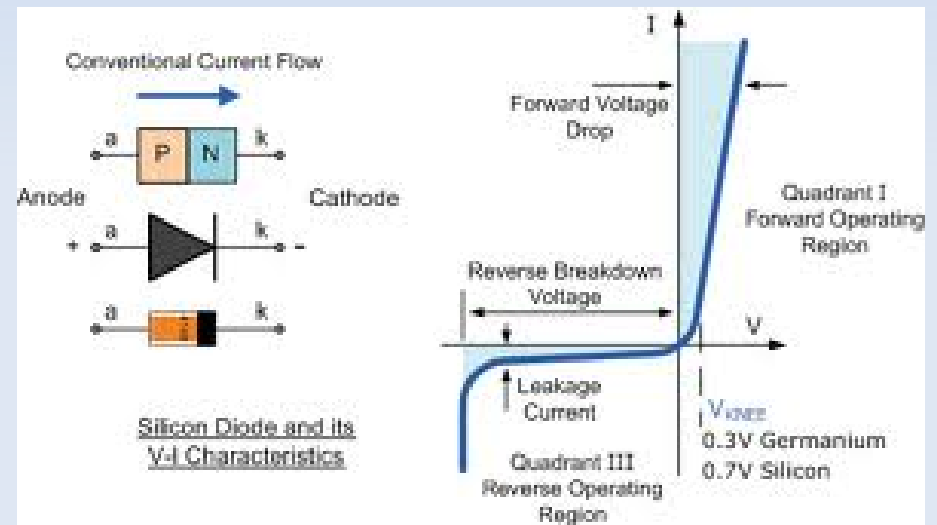 Conventional Current Flow
a
P
N
k
Anode
Cathode
+
a
k
-
a
k
Silicon Diode and its
V-I Characteristics
I
Forward Voltage
Drop
Quadrant I
Forward Operating
Region
Reverse Breakdown
Voltage
V
Leakage
Current
VKNEE
0.3V Germanium
0.7V Silicon
Quadrant III
Reverse Operating
Region